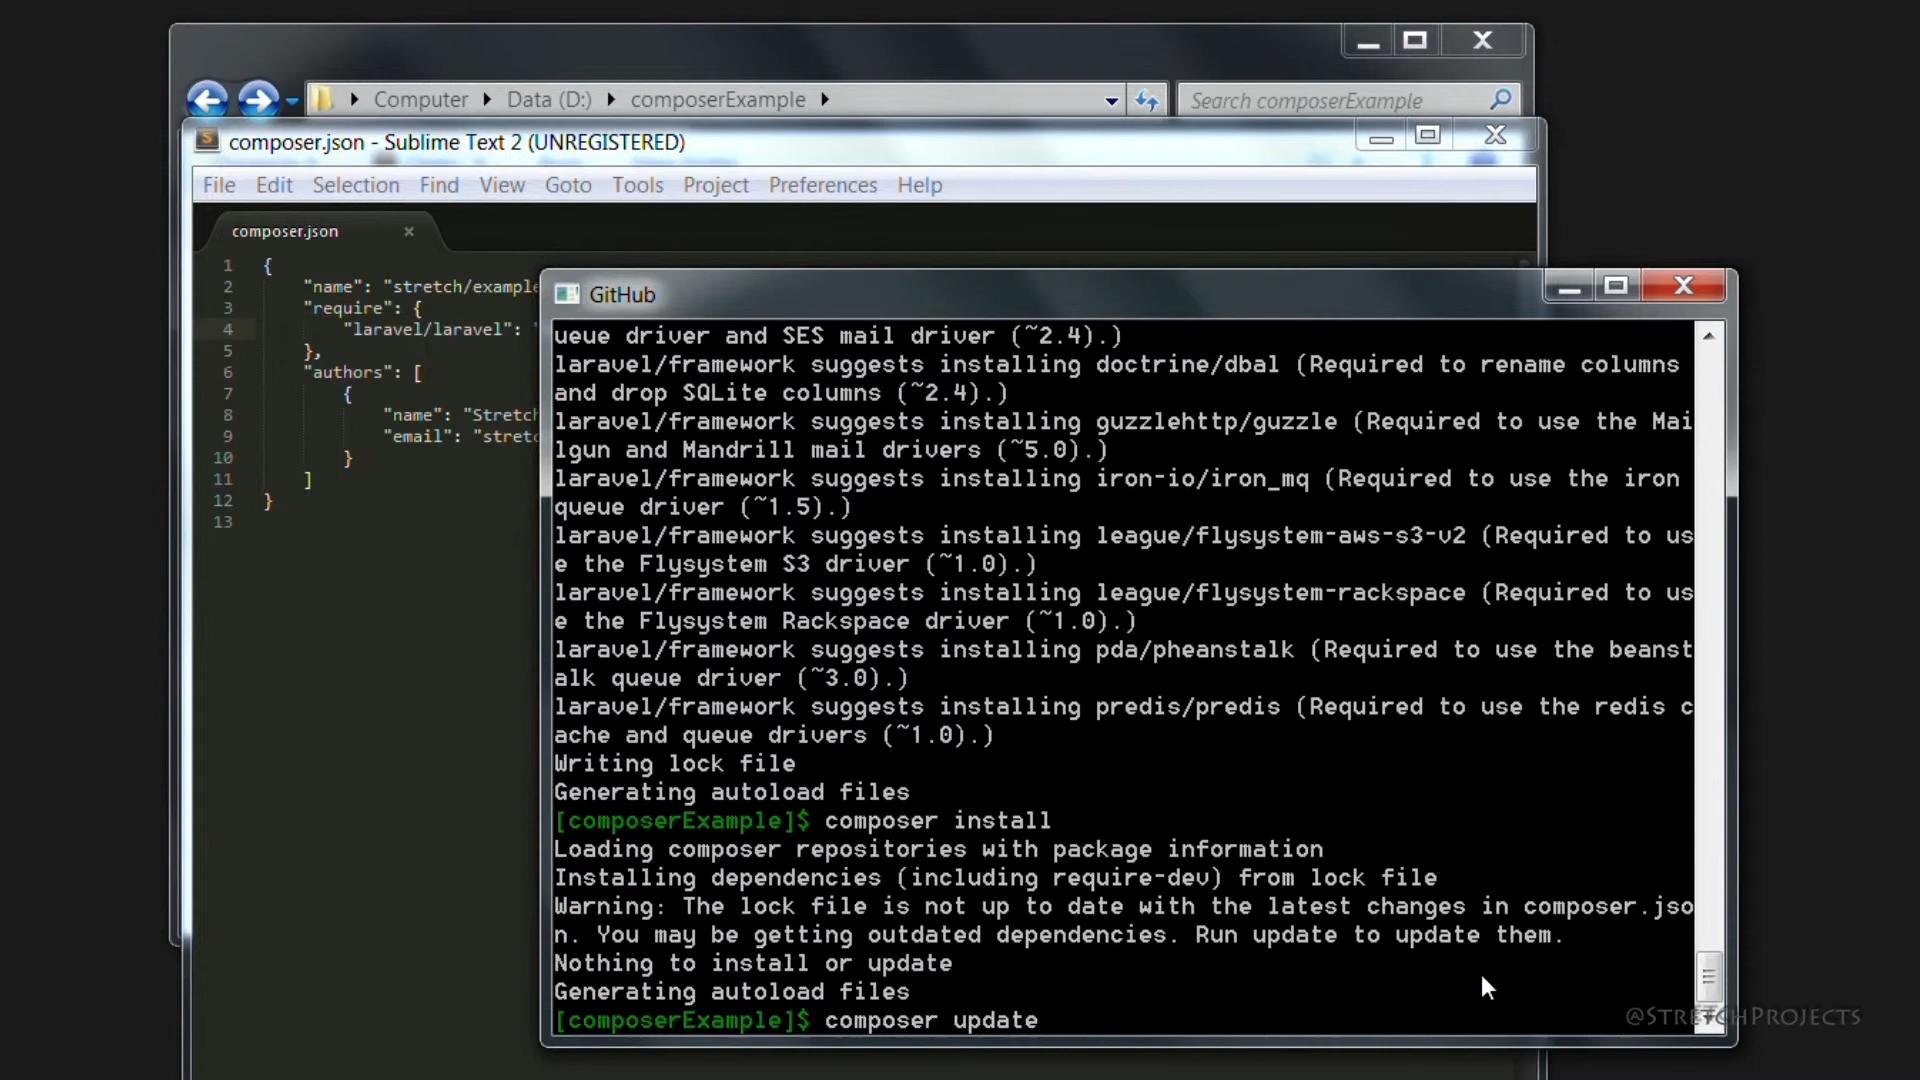 Computer Data (D:) composerExample
Search composerExample
composer.json - Sublime Text 2 (UNREGISTERED)
File Edit Selection Find View Goto Tools Project Preferences Help
composer.json
1 {
2 "name": "stretch/example
3 "require": {
4 "laravel/laravel":
5 },
6 "authors": [
7 {
8 "name": "Stretch
9 "email": "stretc
10 }
11 ]
12 }
13
GitHub
ueue driver and SES mail driver (~2.4).)
laravel/framework suggests installing doctrine/dbal (Required to rename columns
and drop SQLite columns (~2.4).)
laravel/framework suggests installing guzzlehttp/guzzle (Required to use the Mai
lgun and Mandrill mail drivers (~5.0).)
laravel/framework suggests installing iron-io/iron_mq (Required to use the iron
queue driver (~1.5).)
laravel/framework suggests installing league/flysystem-aws-s3-v2 (Required to us
e the Flysystem S3 driver (~1.0).)
laravel/framework suggests installing league/flysystem-rackspace (Required to us
e the Flysystem Rackspace driver (~1.0).)
laravel/framework suggests installing pda/pheanstalk (Required to use the beanst
alk queue driver (~3.0).)
laravel/framework suggests installing predis/predis (Required to use the redis c
ache and queue drivers (~1.0).)
Writing lock file
Generating autoload files
[composerExample]$ composer install
Loading composer repositories with package information
Installing dependencies (including require-dev) from lock file
Warning: The lock file is not up to date with the latest changes in composer.jso
n. You may be getting outdated dependencies. Run update to update them.
Nothing to install or update
Generating autoload files
[composerExample]$ composer update
@STRETCHPROJECTS